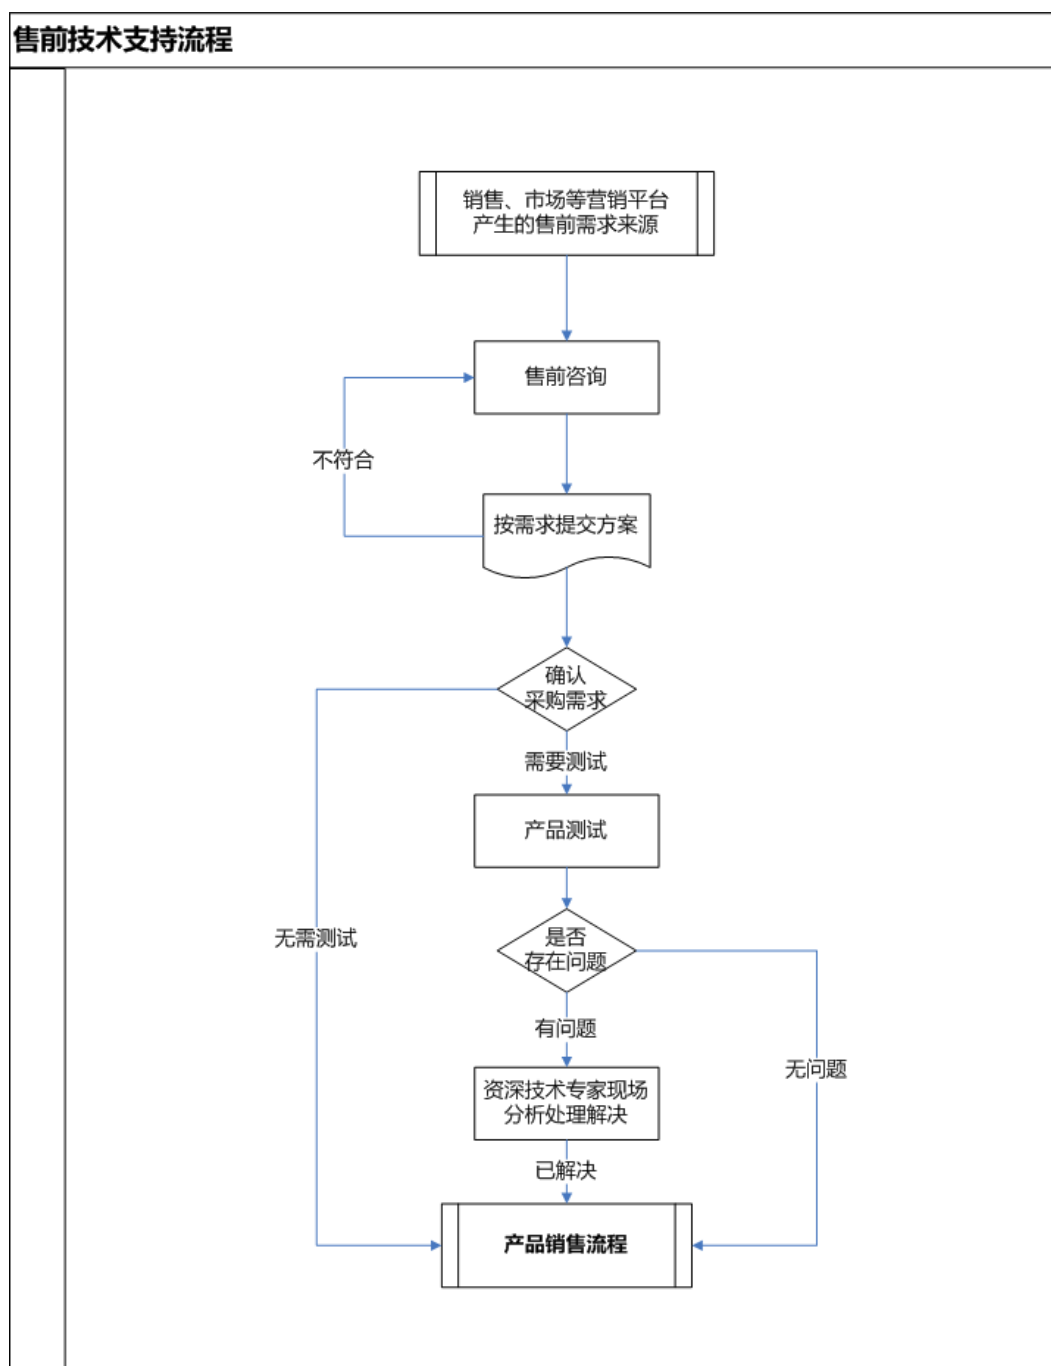 售前技术支持流程
销售、市场等营销平台
产生的售前需求来源
售前咨询
不符合
按需求提交方案
确认
采购需求
需要测试
产品测试
无需测试
是否
存在问题
有问题
无问题
资深技术专家现场
分析处理解决
已解决
产品销售流程